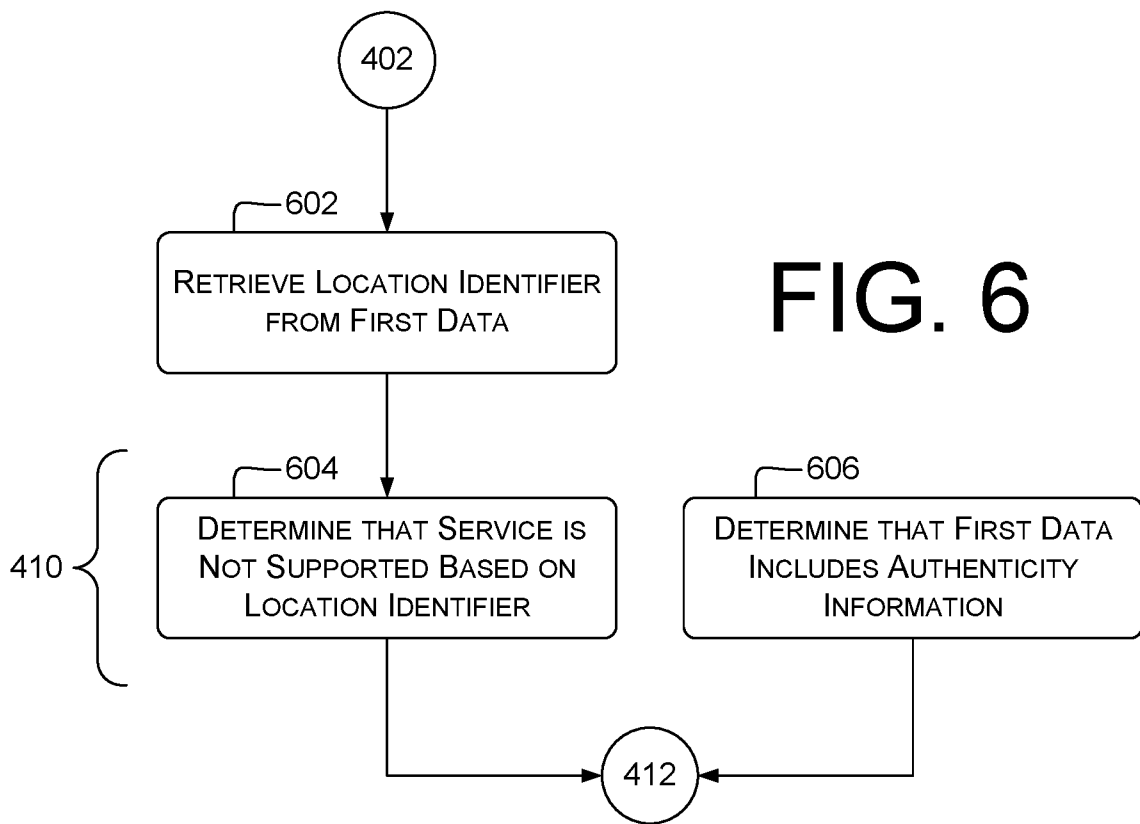 402
602
RETRIEVE LOCATION IDENTIFIER
FROM FIRST DATA
FIG. 6
410
604
DETERMINE THAT SERVICE IS
NOT SUPPORTED BASED ON
LOCATION IDENTIFIER
606
DETERMINE THAT FIRST DATA
INCLUDES AUTHENTICITY
INFORMATION
412